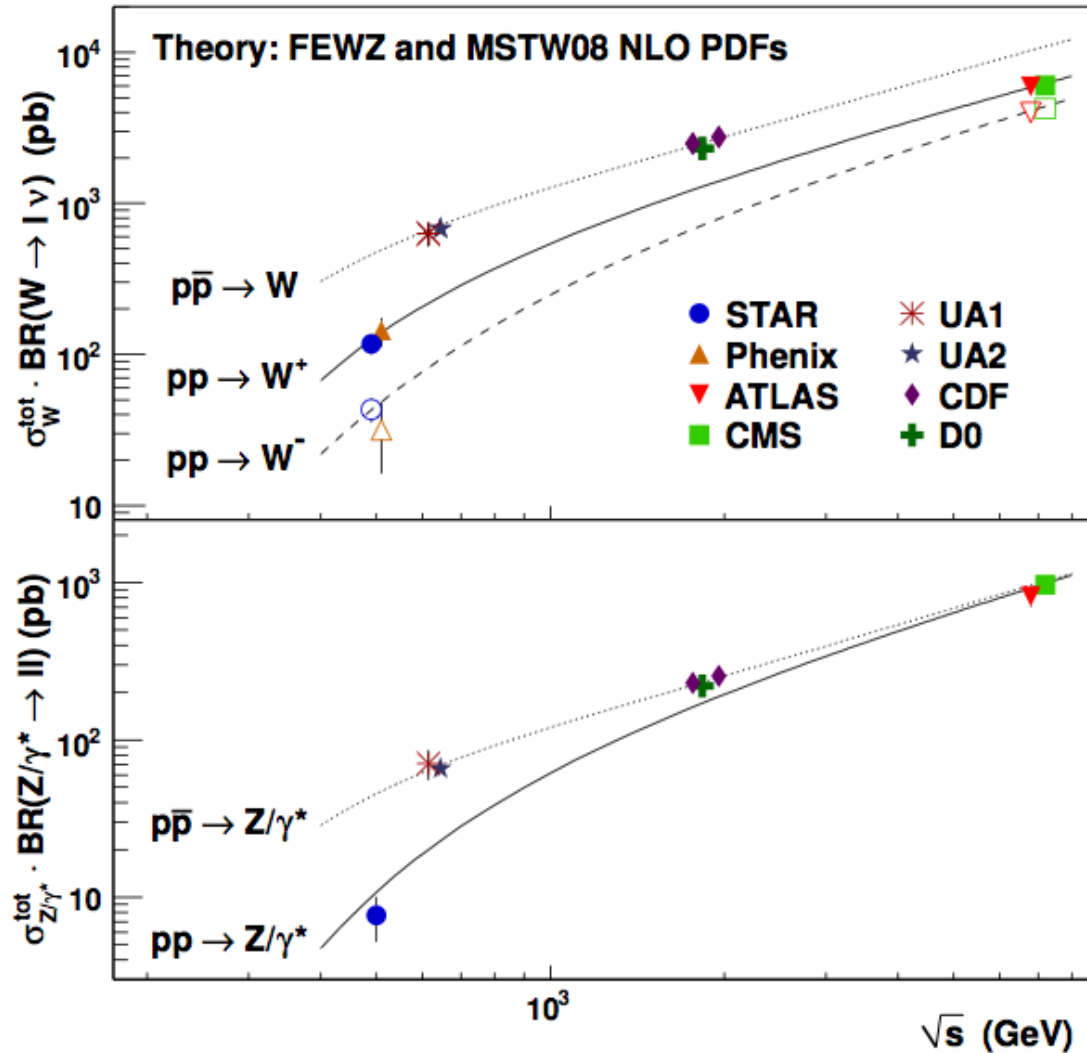 Theory: FEWZ and MSTW08 NLO PDFs
10⁴
10³
10²
10
σ_W^tot · BR(W → l ν) (pb)
pp̅ → W
pp → W⁺
pp → W⁻
STAR
Phenix
ATLAS
CMS
UA1
UA2
CDF
D0
10³
10²
10
σ_Z/γ*^tot · BR(Z/γ* → ll) (pb)
pp̅ → Z/γ*
pp → Z/γ*
10³
√s (GeV)